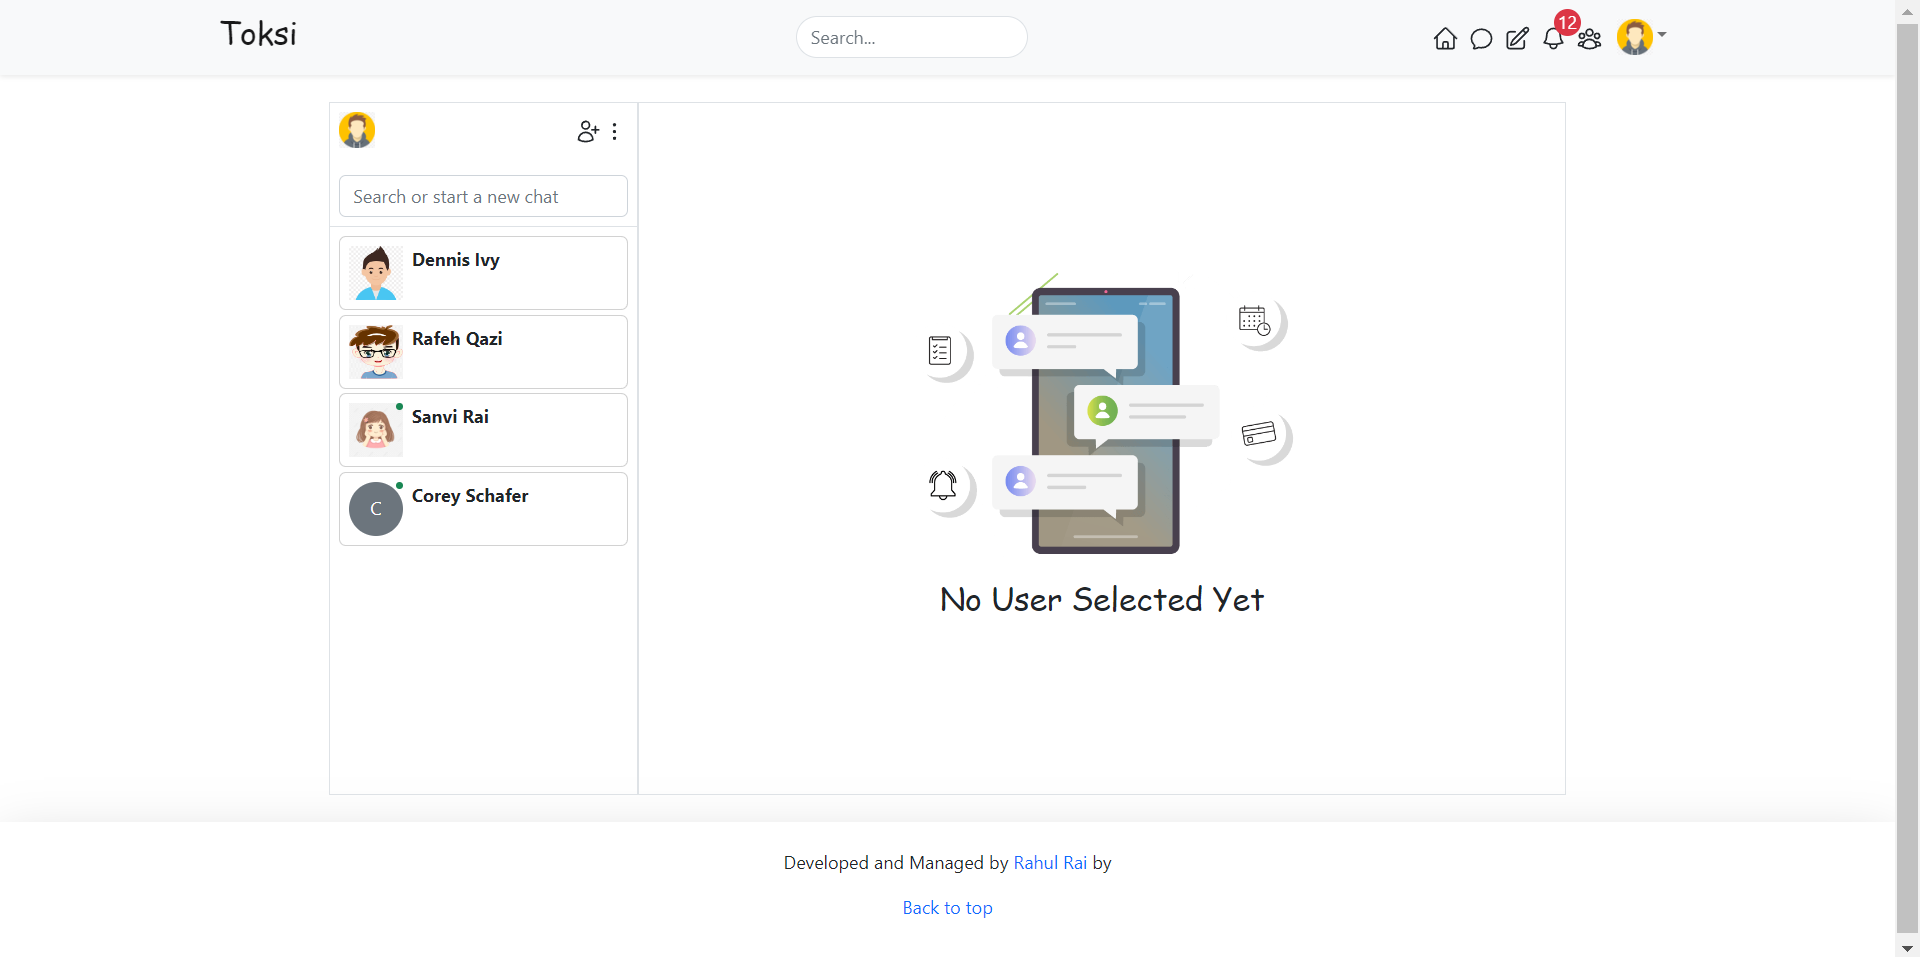 Toksi
Search...
12
Search or start a new chat
Dennis Ivy
Rafeh Qazi
Sanvi Rai
C
Corey Schafer
No User Selected Yet
Developed and Managed by Rahul Rai by
Back to top